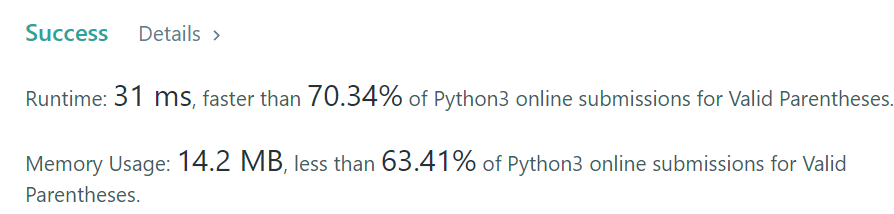 Success Details >
Runtime: 31 ms, faster than 70.34% of Python3 online submissions for Valid Parentheses.
Memory Usage: 14.2 MB, less than 63.41% of Python3 online submissions for Valid
Parentheses.